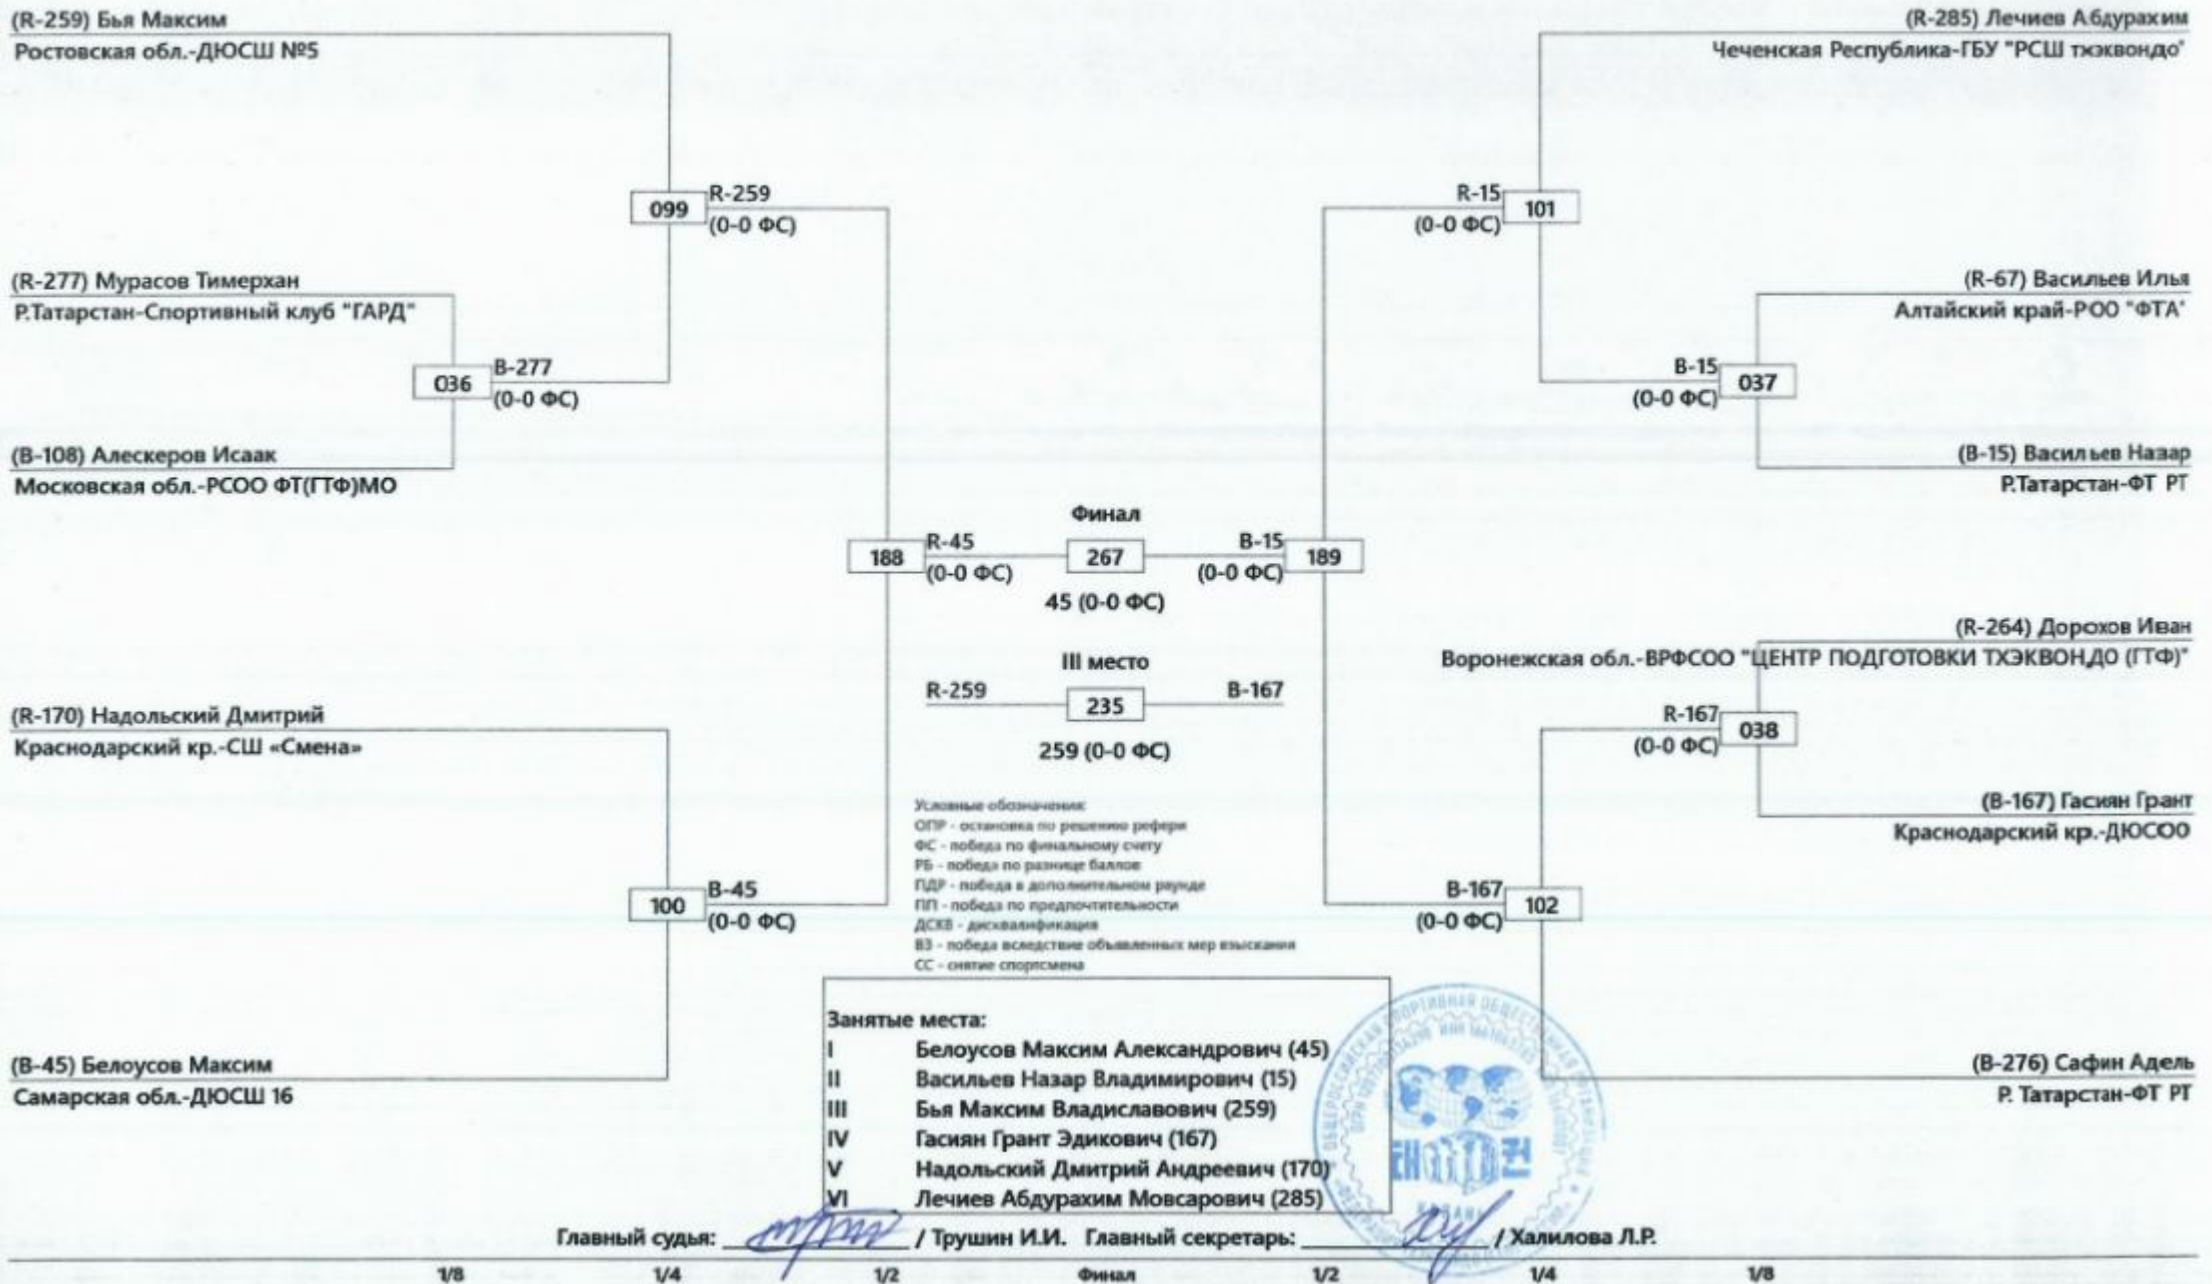 (R-259) Бья Максим
Ростовская обл.-ДЮСШ №5
(R-285) Лечиев Абдурахим
Чеченская Республика-ГБУ "РСШ тхэквондо"
099
R-259
(0-0 ФС)
R-15
(0-0 ФС)
101
(R-277) Мурасов Тимерхан
Р.Татарстан-Спортивный клуб "ГАРД"
(R-67) Васильев Илья
Алтайский край-РОО "ФТА"
036
B-277
(0-0 ФС)
B-15
(0-0 ФС)
037
(B-108) Алескеров Исаак
Московская обл.-РСОО ФТ(ГТФ)МО
(B-15) Васильев Назар
Р.Татарстан-ФТ РТ
Финал
188
R-45
(0-0 ФС)
267
B-15
(0-0 ФС)
189
45 (0-0 ФС)
(R-264) Дорохов Иван
Воронежская обл.-ВРФСОО "ЦЕНТР ПОДГОТОВКИ ТХЭКВОНДО (ГТФ)"
III место
R-259
235
B-167
259 (0-0 ФС)
(R-170) Надольский Дмитрий
Краснодарский кр.-СШ «Смена»
R-167
(0-0 ФС)
038
(B-167) Гасиян Грант
Краснодарский кр.-ДЮСОО
Условные обозначения:
ОПР - остановка по решению рефери
ФС - победа по финальному счету
РБ - победа по разнице баллов
ПДР - победа в дополнительном раунде
ПП - победа по предпочтительности
ДСКВ - дисквалификация
ВЗ - победа вследствие объявленных мер взыскания
СС - снятие спортсмена
100
B-45
(0-0 ФС)
B-167
(0-0 ФС)
102
(B-45) Белоусов Максим
Самарская обл.-ДЮСШ 16
(B-276) Сафин Адель
Р. Татарстан-ФТ РТ
Занятые места:
I Белоусов Максим Александрович (45)
II Васильев Назар Владимирович (15)
III Бья Максим Владиславович (259)
IV Гасиян Грант Эдикович (167)
V Надольский Дмитрий Андреевич (170)
VI Лечиев Абдурахим Мовсарович (285)
Главный судья: / Трушин И.И. Главный секретарь: / Халилова Л.Р.
1/8 1/4 1/2 Финал 1/2 1/4 1/8